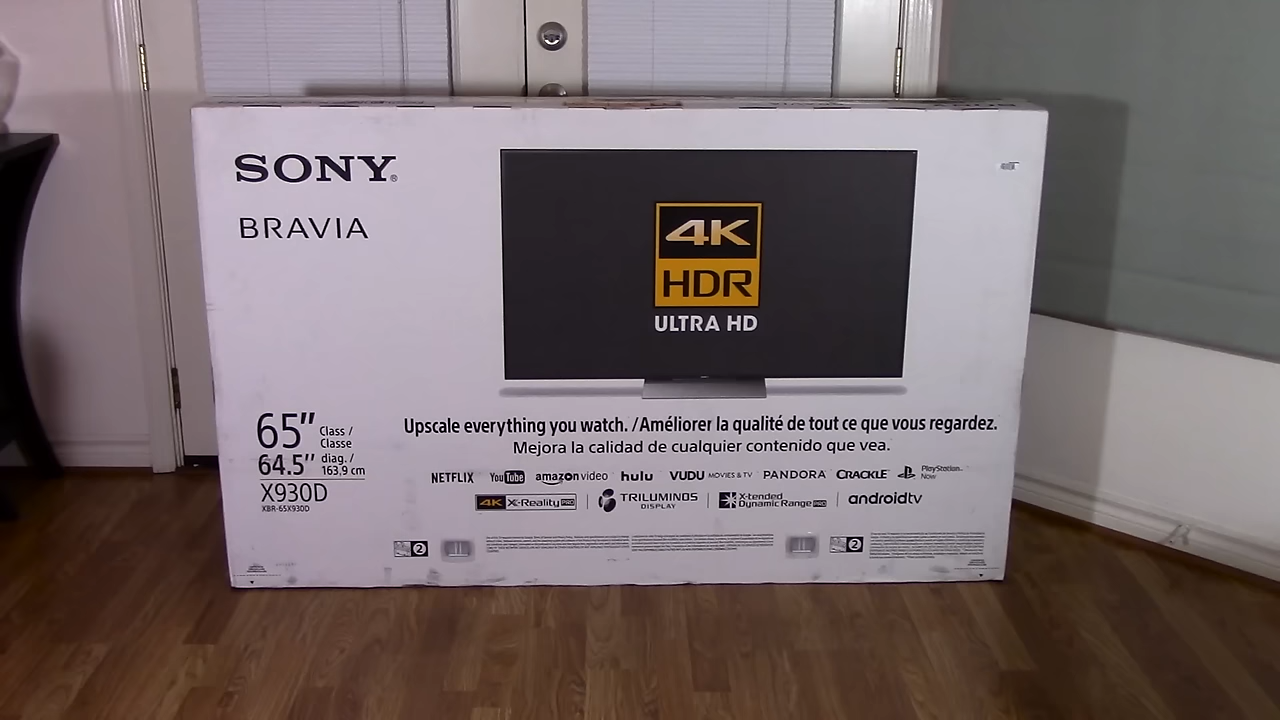 SONY®
BRAVIA
4K
HDR
ULTRA HD
65" Class / Classe
64.5" diag. / 163.9 cm
X930D
XBR-65X930D
Upscale everything you watch. /Améliorer la qualité de tout ce que vous regardez.
Mejora la calidad de cualquier contenido que vea.
NETFLIX YouTube amazon video hulu VUDU MOVIES & TV PANDORA CRACKLE PlayStation Now
4K X-Reality PRO TRILUMINOS DISPLAY X-tended Dynamic Range PRO androidtv
2
2